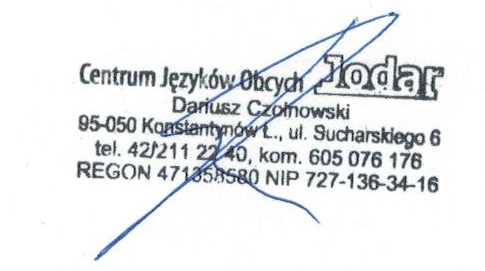 Centrum Języków Obcych Jodar
Dariusz Czołnowski
95-050 Konstantynów Ł., ul. Sucharskiego 6
tel. 42/211 22 40, kom. 605 076 176
REGON 471358580 NIP 727-136-34-16